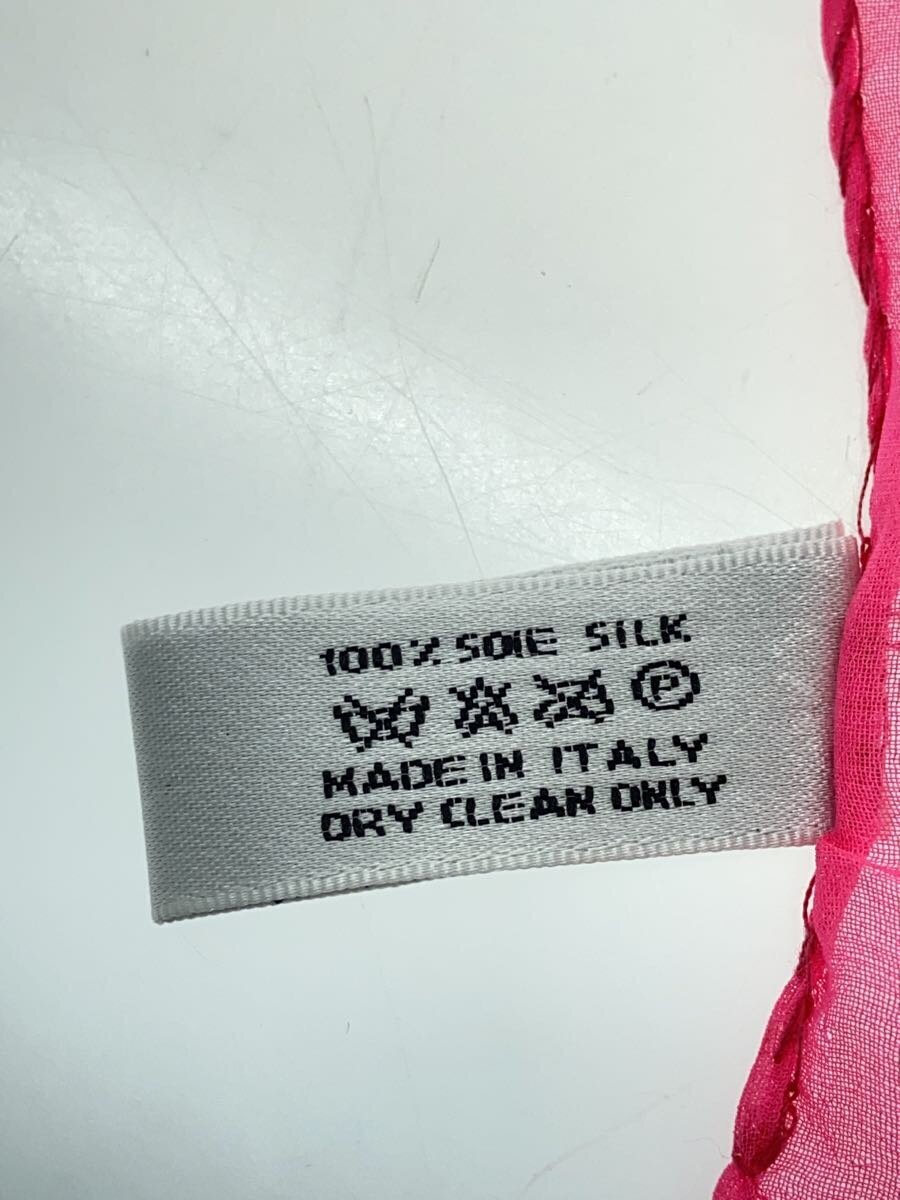 100% SOIE SILK
P
MADE IN ITALY
DRY CLEAN ONLY